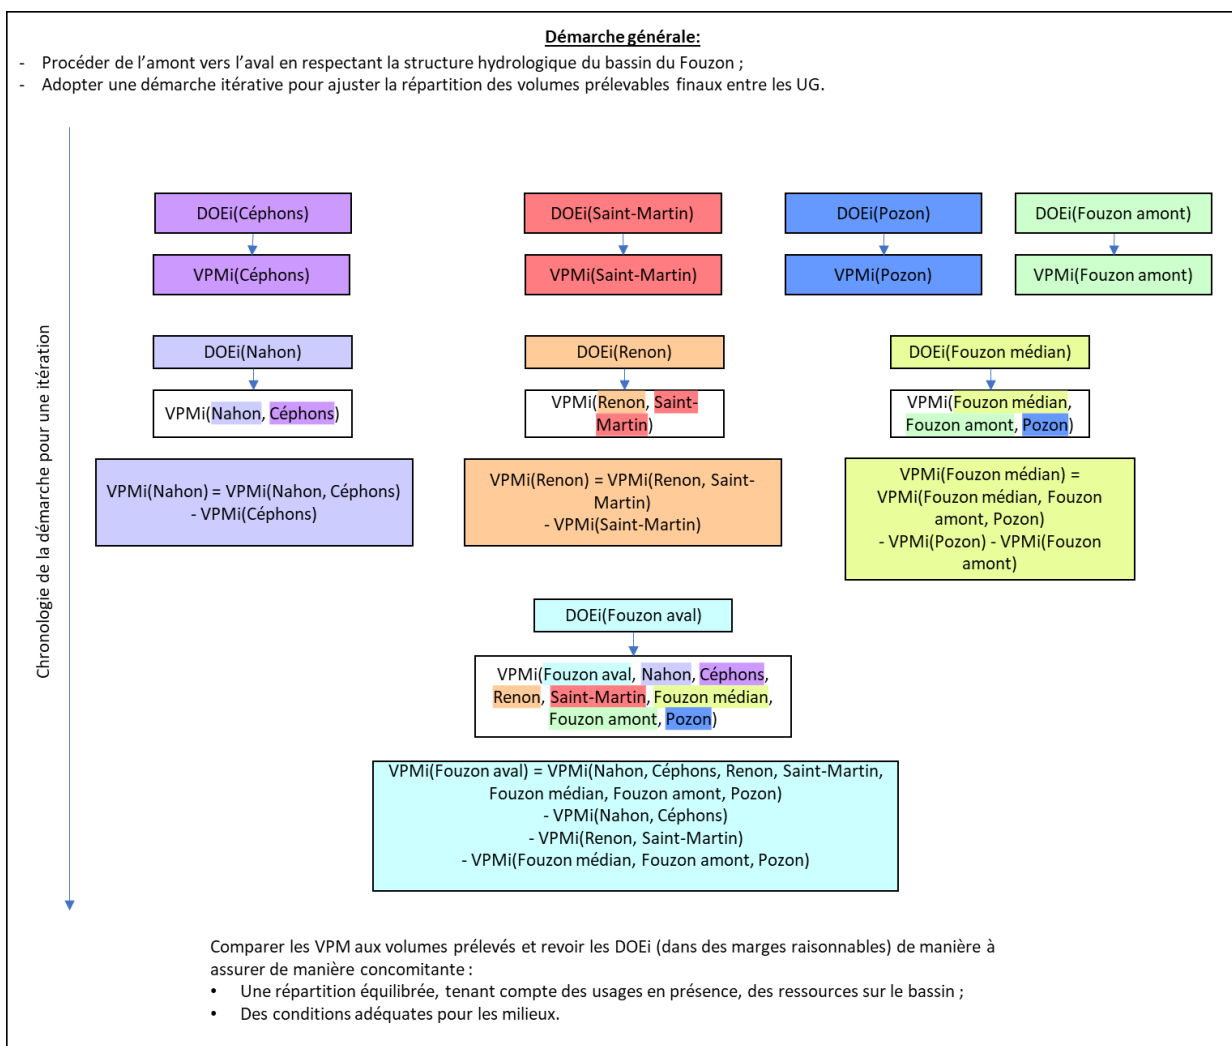 Démarche générale:
- Procéder de l'amont vers l'aval en respectant la structure hydrologique du bassin du Fouzon ;
- Adopter une démarche itérative pour ajuster la répartition des volumes prélevables finaux entre les UG.
Chronologie de la démarche pour une itération
DOEi(Céphons)
DOEi(Saint-Martin)
DOEi(Pozon)
DOEi(Fouzon amont)
VPMi(Céphons)
VPMi(Saint-Martin)
VPMi(Pozon)
VPMi(Fouzon amont)
DOEi(Nahon)
DOEi(Renon)
DOEi(Fouzon médian)
VPMi(Nahon, Céphons)
VPMi(Renon, Saint-
Martin)
VPMi(Fouzon médian,
Fouzon amont, Pozon)
VPMi(Nahon) = VPMi(Nahon, Céphons)
- VPMi(Céphons)
VPMi(Renon) = VPMi(Renon, Saint-
Martin)
- VPMi(Saint-Martin)
VPMi(Fouzon médian) =
VPMi(Fouzon médian, Fouzon
amont, Pozon)
- VPMi(Pozon) - VPMi(Fouzon
amont)
DOEi(Fouzon aval)
VPMi(Fouzon aval, Nahon, Céphons,
Renon, Saint-Martin, Fouzon médian,
Fouzon amont, Pozon)
VPMi(Fouzon aval) = VPMi(Nahon, Céphons, Renon, Saint-Martin,
Fouzon médian, Fouzon amont, Pozon)
- VPMi(Nahon, Céphons)
- VPMi(Renon, Saint-Martin)
- VPMi(Fouzon médian, Fouzon amont, Pozon)
Comparer les VPM aux volumes prélevés et revoir les DOEi (dans des marges raisonnables) de manière à
assurer de manière concomitante :
• Une répartition équilibrée, tenant compte des usages en présence, des ressources sur le bassin ;
• Des conditions adéquates pour les milieux.